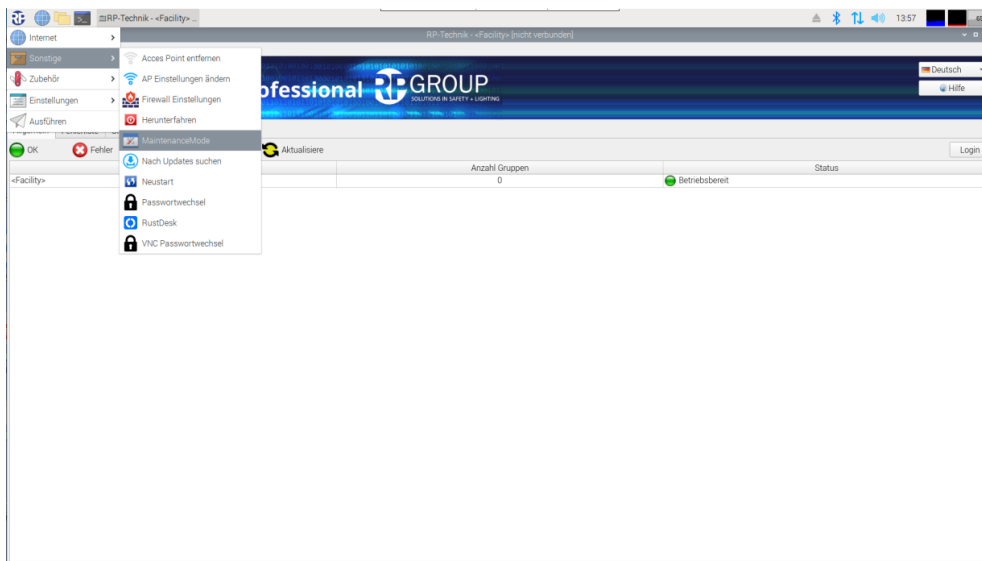 RP-Technik - <Facility> ...
13:57
RP-Technik - <Facility> [nicht verbunden]
Internet
Sonstige
Zubehör
Einstellungen
Ausführen
Acces Point entfernen
AP Einstellungen ändern
Firewall Einstellungen
Herunterfahren
MaintenanceMode
Nach Updates suchen
Neustart
Passwortwechsel
RustDesk
VNC Passwortwechsel
ofessional RP GROUP
SOLUTIONS IN SAFETY + LIGHTING
Deutsch
Hilfe
OK
Fehler
Aktualisiere
Login
Anzahl Gruppen
Status
<Facility>
0
Betriebsbereit